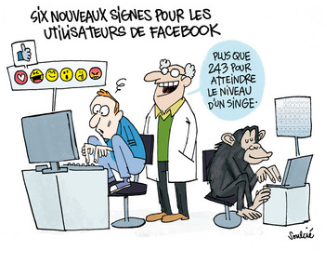 SIX NOUVEAUX SIGNES POUR LES
UTILISATEURS DE FACEBOOK
PLUS QUE
243 POUR
ATTEINDRE
LE NIVEAU
D'UN SINGE.
Soulcié